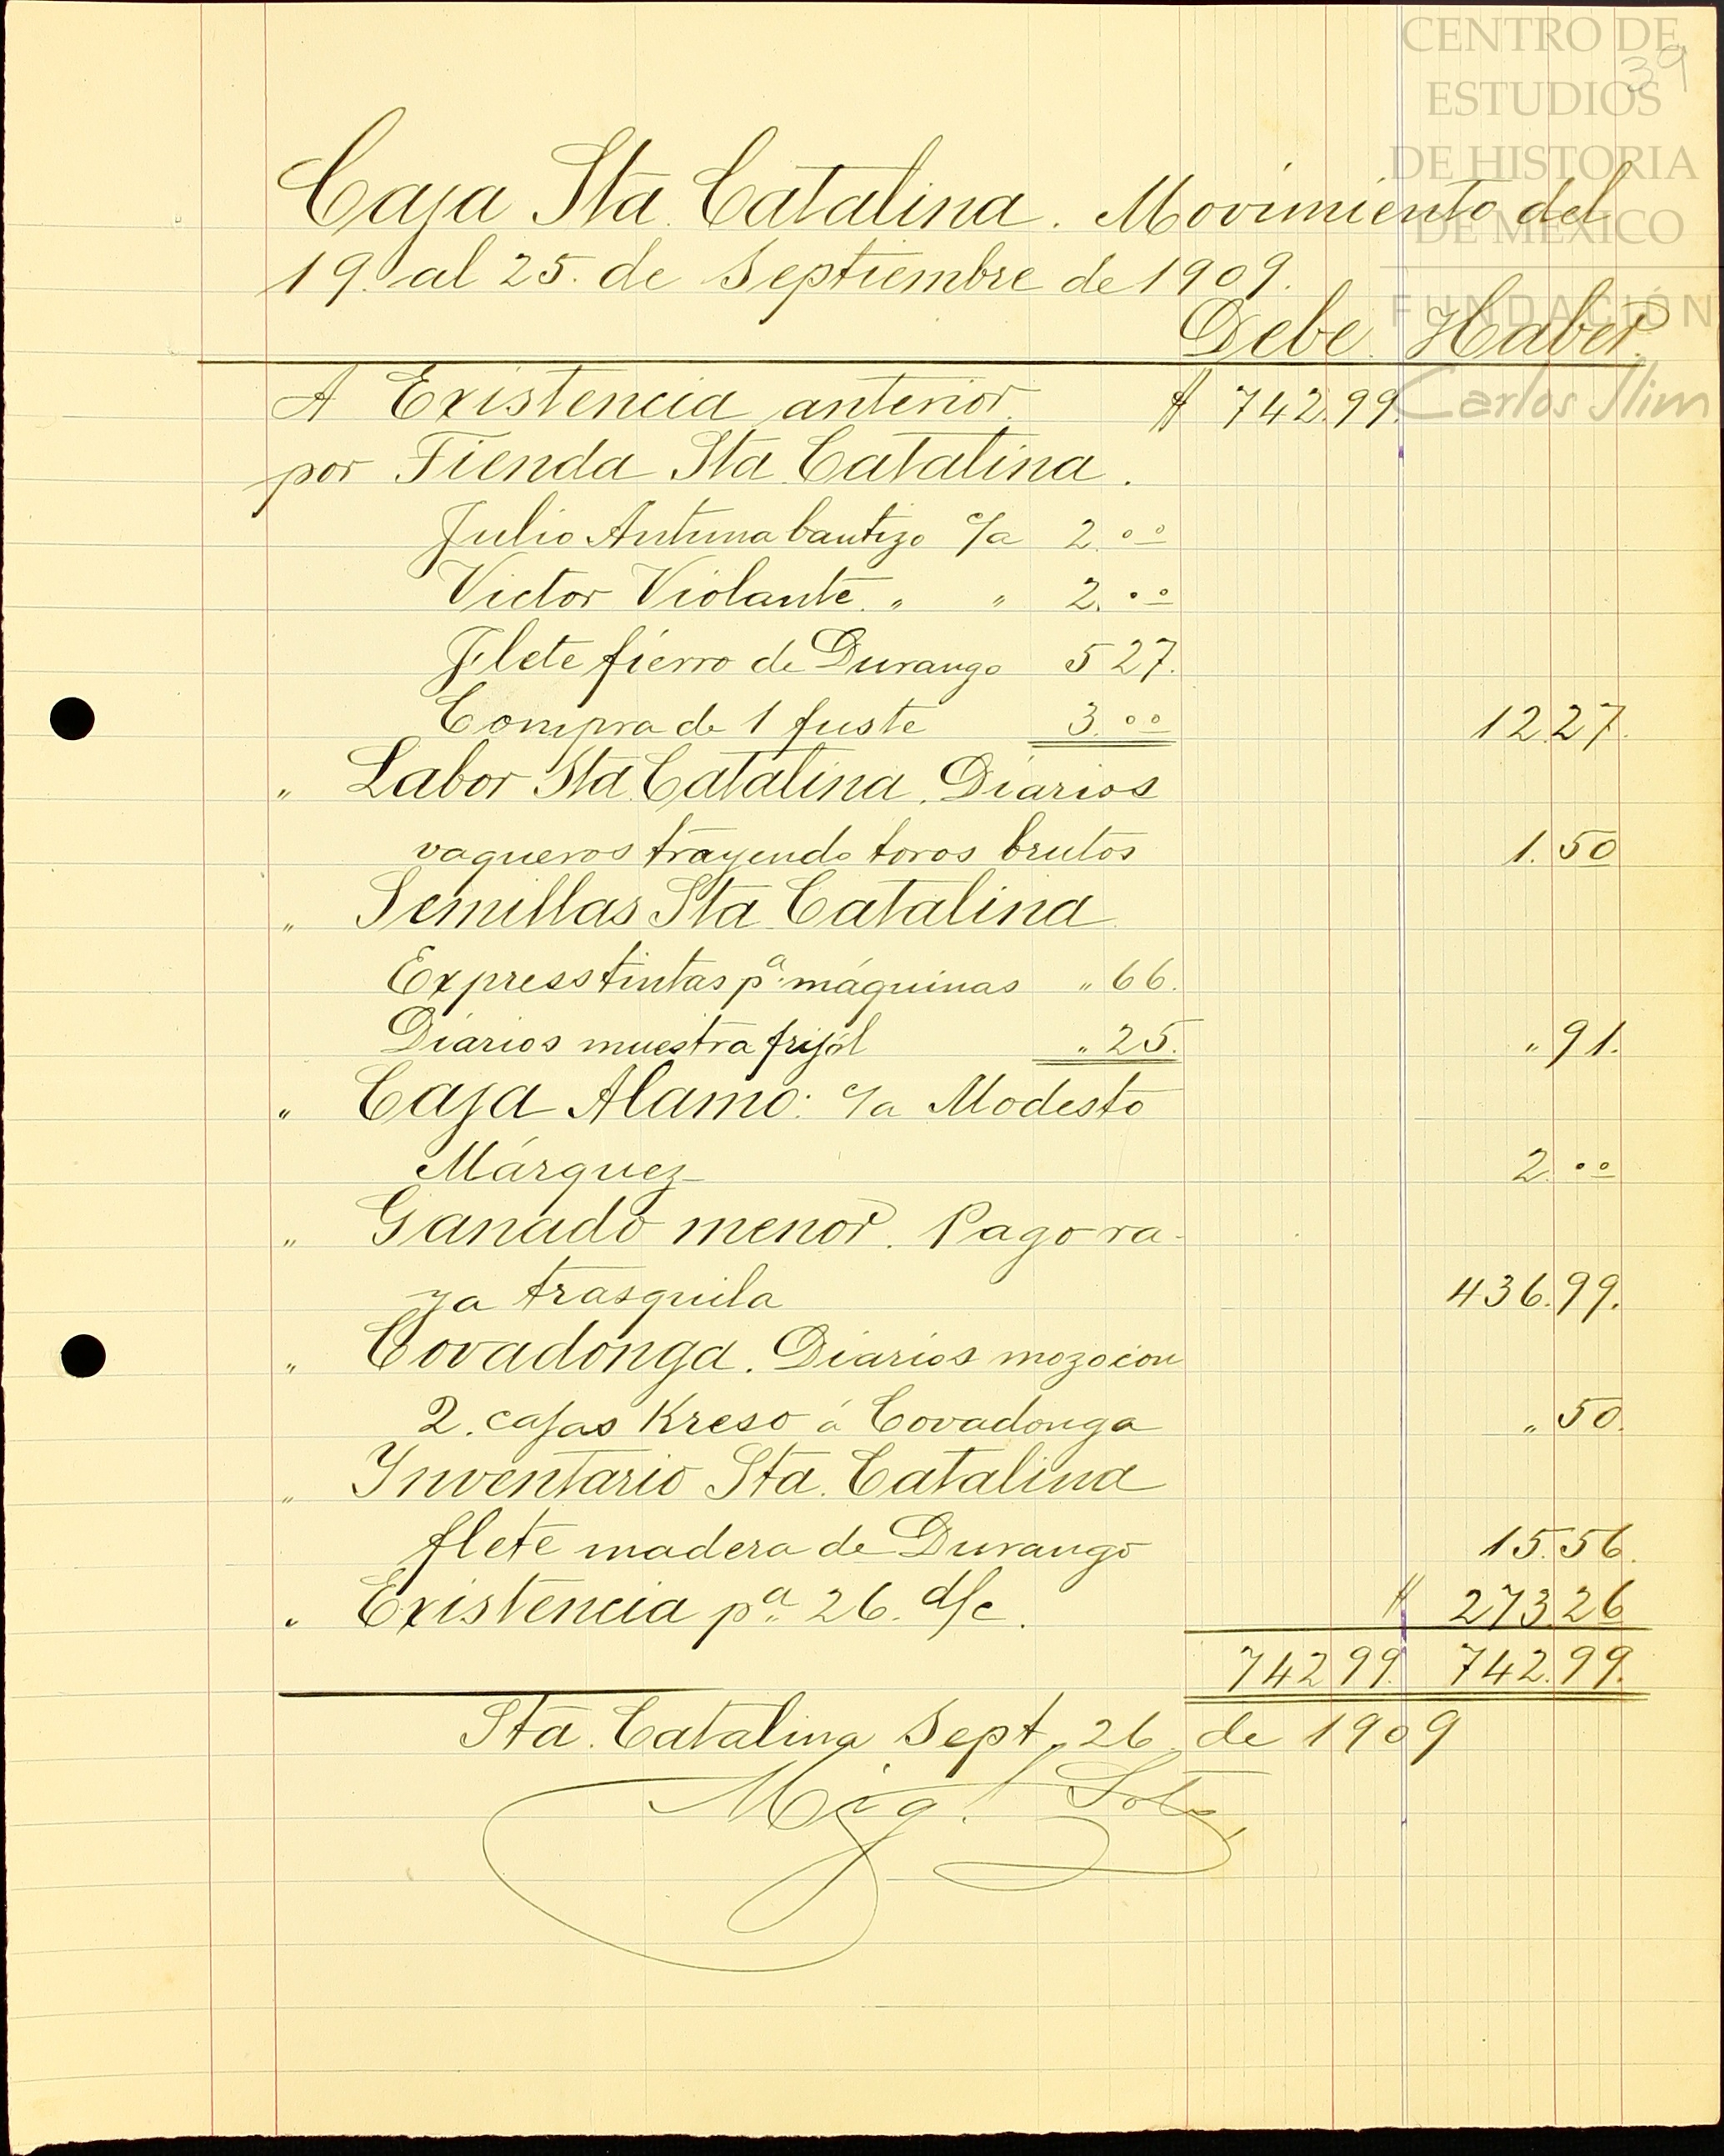 CENTRO DE
ESTUDIOS
DE HISTORIA
DE MÉXICO
FUNDACIÓN
Carlos Slim
39
Caja Sta. Catalina. Movimiento del
19. al 25. de Septiembre de 1909.
Debe. Haber.
A Existencia anterior. $ 742.99.
por Tienda Sta. Catalina.
Julio Antuna bautizo c/a 2.00
Victor Violante. " " 2.00
Flete fierro de Durango 5 27.
Compra de 1 fuste 3.00 12.27.
" Labor Sta. Catalina. Diarios
vaqueros trayendo toros brutos 1.50
" Semillas Sta. Catalina
Express tintas pª. máquinas " 66.
Diarios muestra frijol " 25. " 91.
" Caja Alamo: c/a Modesto
Márquez 2.00
" Ganado menor. Pago ra-
ya trasquila 436.99.
" Covadonga. Diarios mozo con
2. cajas Kreso á Covadonga " 50.
" Inventario Sta. Catalina
flete madera de Durango 15.56.
" Existencia pª. 26. d/c. $ 273.26
742 99. 742.99.
Sta. Catalina Sept. 26 de 1909
Migl. Soto